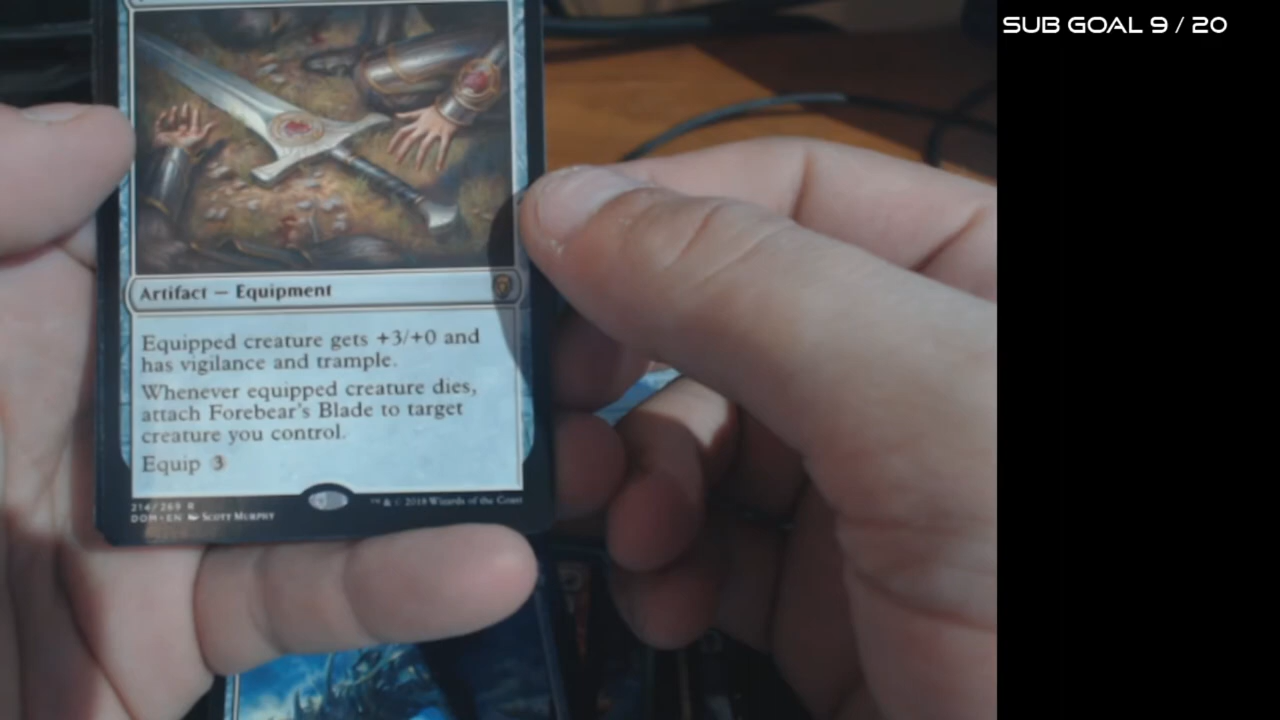 SUB GOAL 9 / 20
Artifact — Equipment
Equipped creature gets +3/+0 and
has vigilance and trample.
Whenever equipped creature dies,
attach Forebear's Blade to target
creature you control.
Equip 3
214/269 R
DOM • EN SCOTT MURPHY
™ & © 2018 Wizards of the Coast